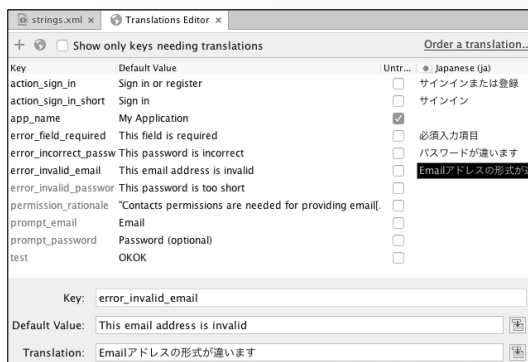 strings.xml × Translations Editor ×
Show only keys needing translations Order a translation...
Key Default Value Untr... Japanese (ja)
action_sign_in Sign in or register サインインまたは登録
action_sign_in_short Sign in サインイン
app_name My Application
error_field_required This field is required 必須入力項目
error_incorrect_passw This password is incorrect パスワードが違います
error_invalid_email This email address is invalid Emailアドレスの形式が違
error_invalid_passwor This password is too short
permission_rationale "Contacts permissions are needed for providing email[.
prompt_email Email
prompt_password Password (optional)
test OKOK
Key: error_invalid_email
Default Value: This email address is invalid
Translation: Emailアドレスの形式が違います